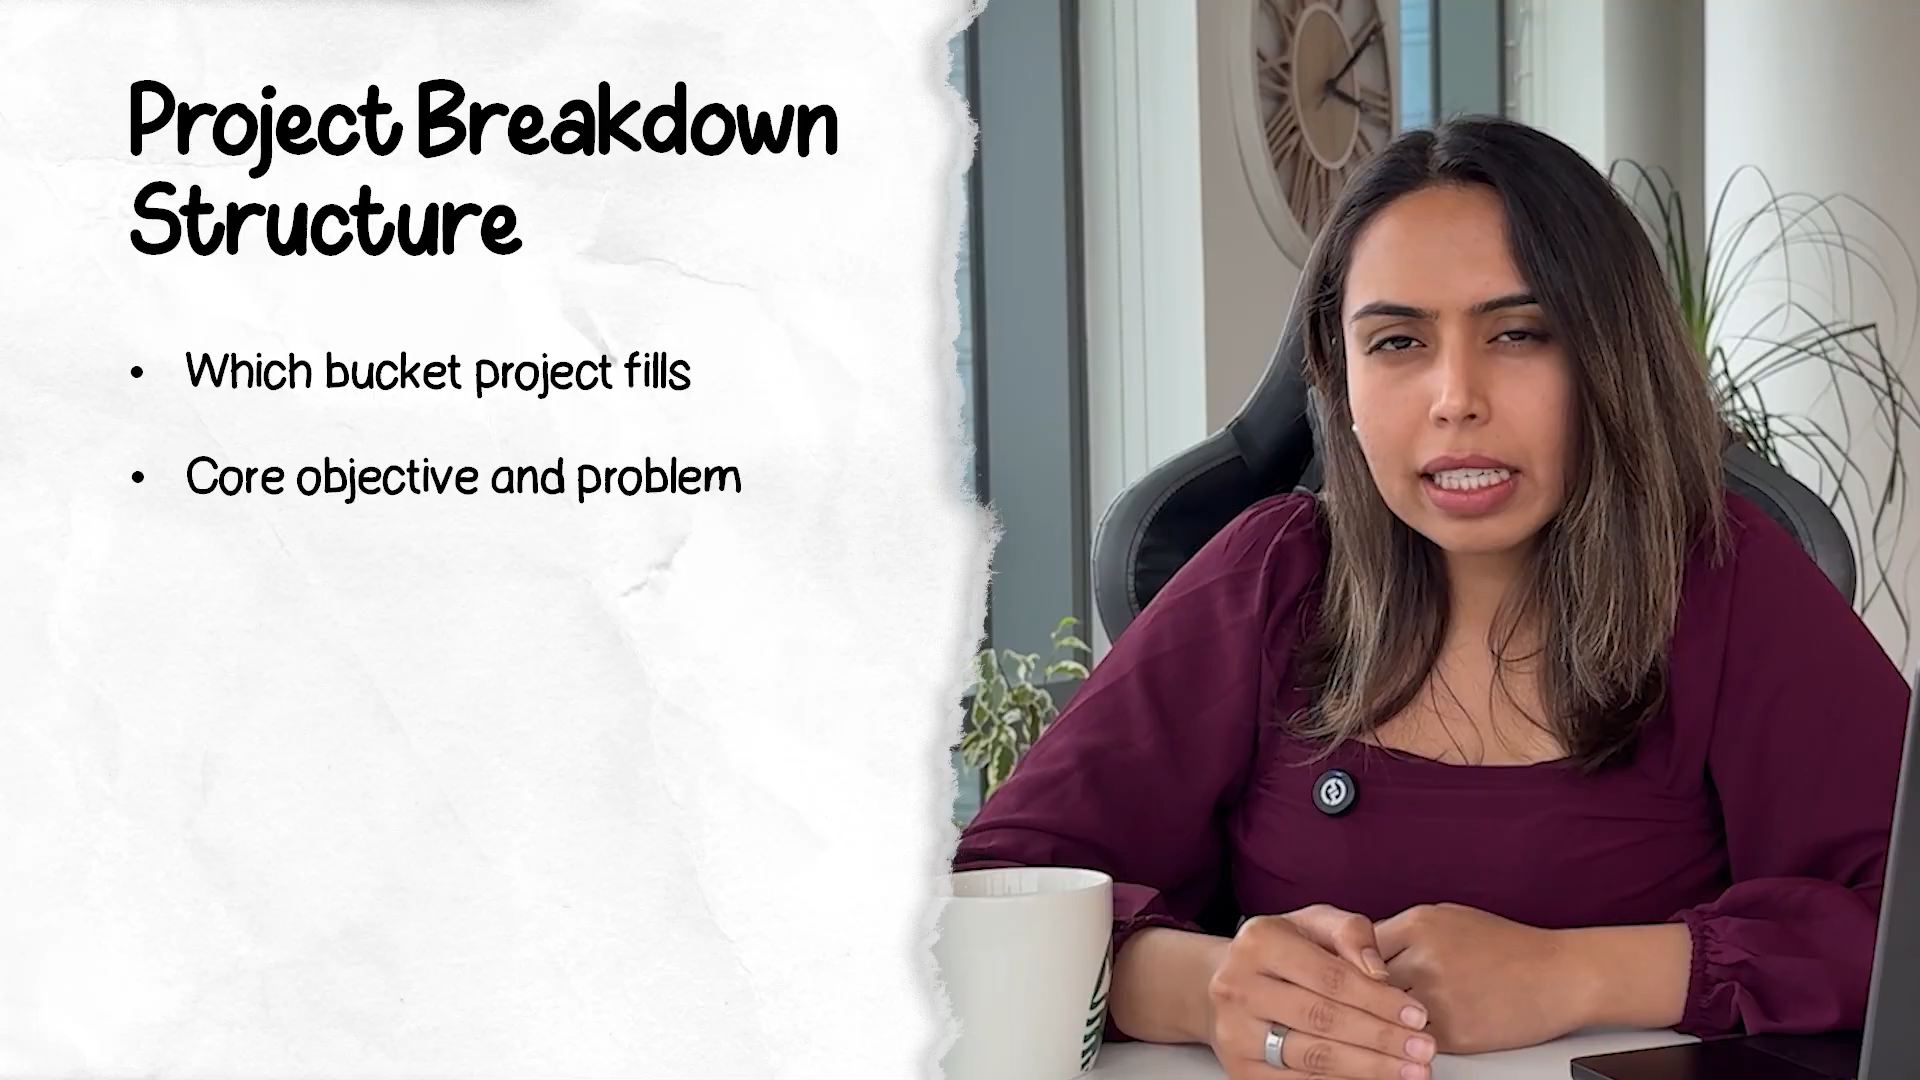 Project Breakdown
Structure
• Which bucket project fills
• Core objective and problem